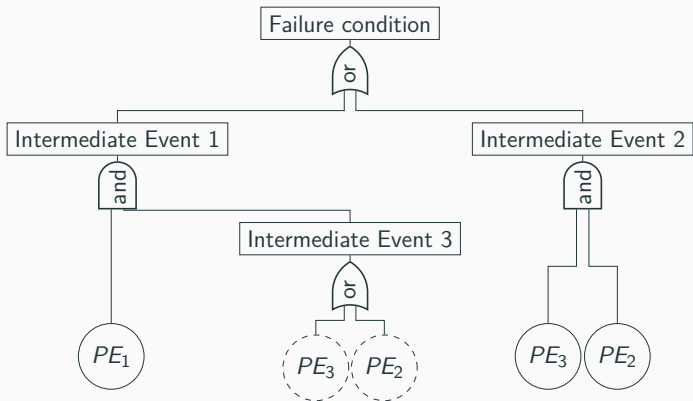 Failure condition
or
Intermediate Event 1
Intermediate Event 2
and
and
Intermediate Event 3
or
PE₁
PE₃
PE₂
PE₃
PE₂